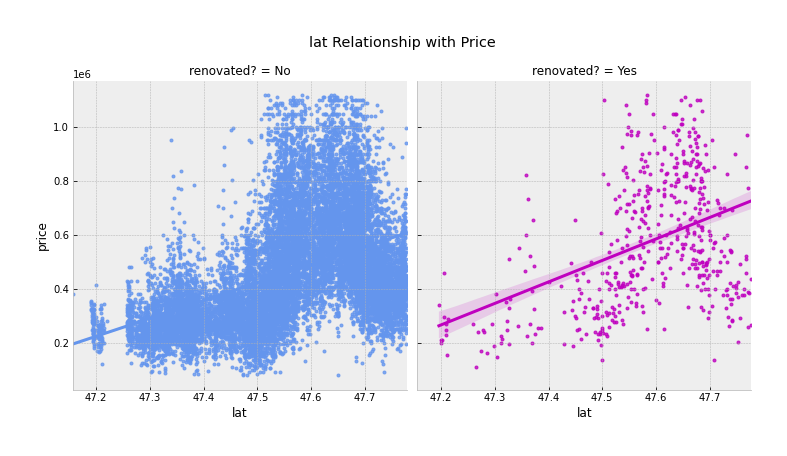 lat Relationship with Price
renovated? = No
renovated? = Yes
1e6
1.0
0.8
0.6
0.4
0.2
price
47.2 47.3 47.4 47.5 47.6 47.7
47.2 47.3 47.4 47.5 47.6 47.7
lat
lat